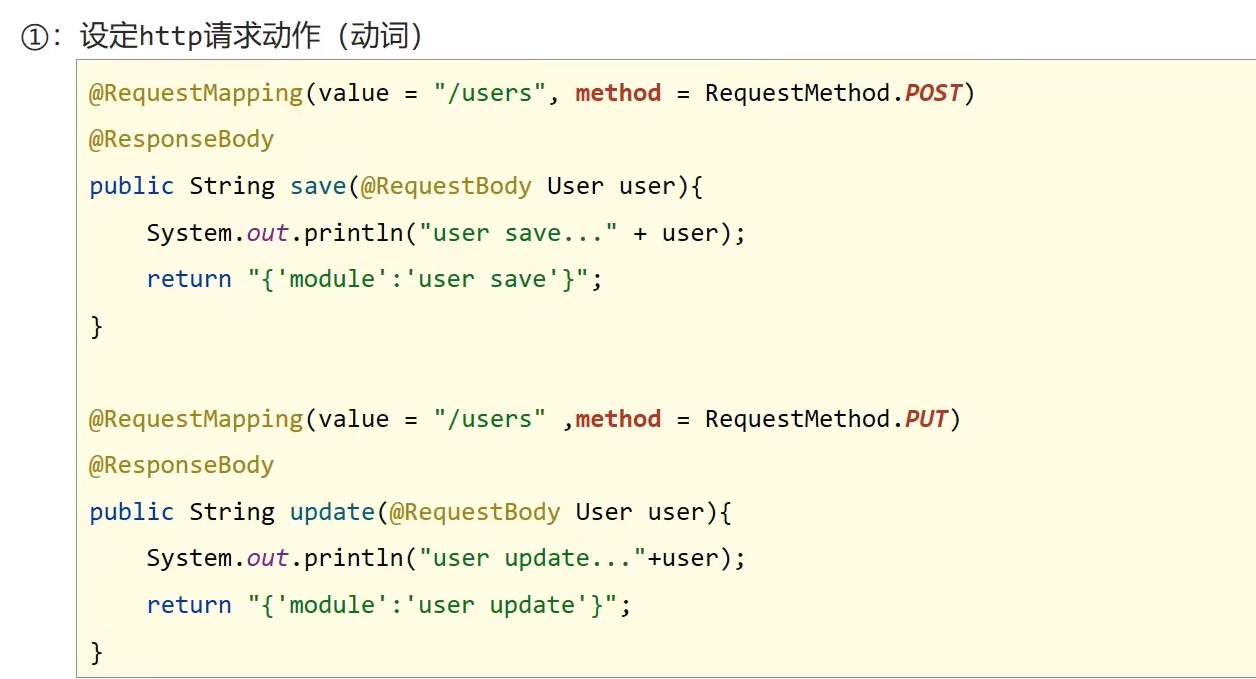 ①：设定http请求动作（动词）
@RequestMapping(value = "/users", method = RequestMethod.POST)
@ResponseBody
public String save(@RequestBody User user){
    System.out.println("user save..." + user);
    return "{'module':'user save'}";
}
@RequestMapping(value = "/users" ,method = RequestMethod.PUT)
@ResponseBody
public String update(@RequestBody User user){
    System.out.println("user update..."+user);
    return "{'module':'user update'}";
}